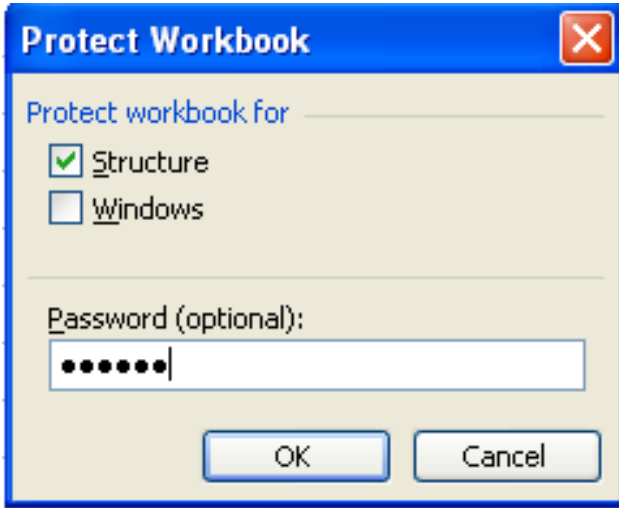 Protect Workbook
Protect workbook for
Structure
Windows
Password (optional):
●●●●●●
OK
Cancel